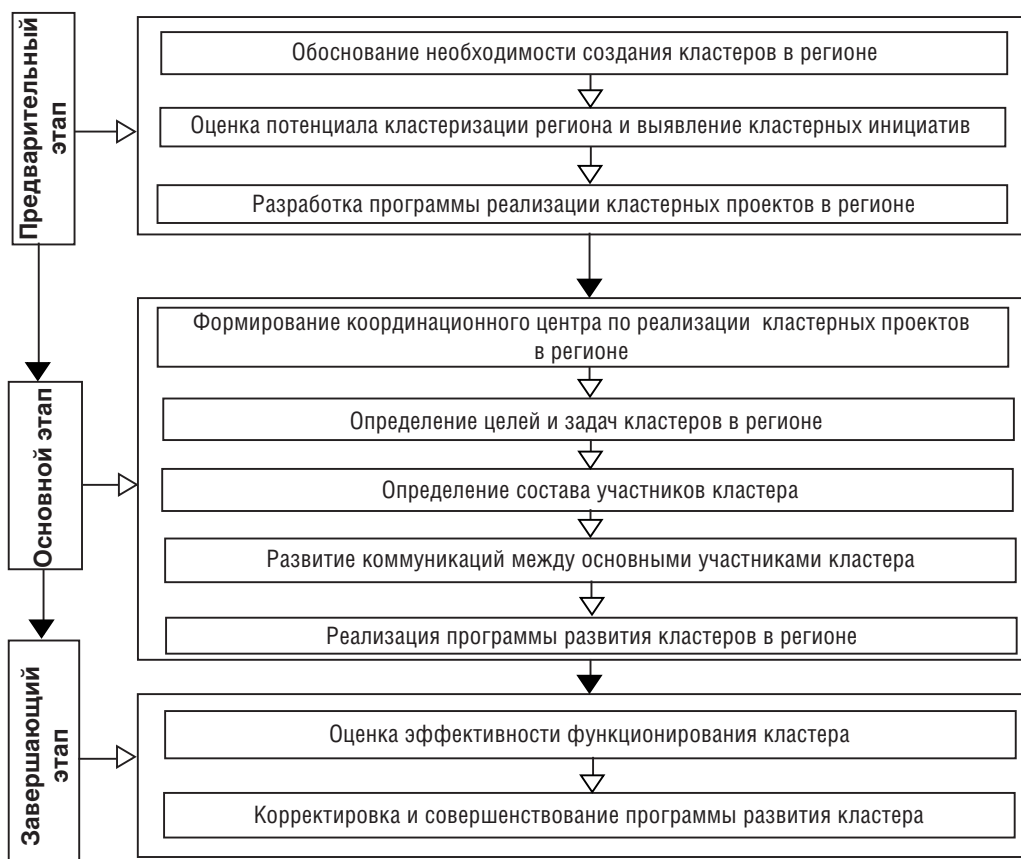 Предварительный
этап
Обоснование необходимости создания кластеров в регионе
Оценка потенциала кластеризации региона и выявление кластерных инициатив
Разработка программы реализации кластерных проектов в регионе
Основной этап
Формирование координационного центра по реализации кластерных проектов
в регионе
Определение целей и задач кластеров в регионе
Определение состава участников кластера
Развитие коммуникаций между основными участниками кластера
Реализация программы развития кластеров в регионе
Завершающий
этап
Оценка эффективности функционирования кластера
Корректировка и совершенствование программы развития кластера